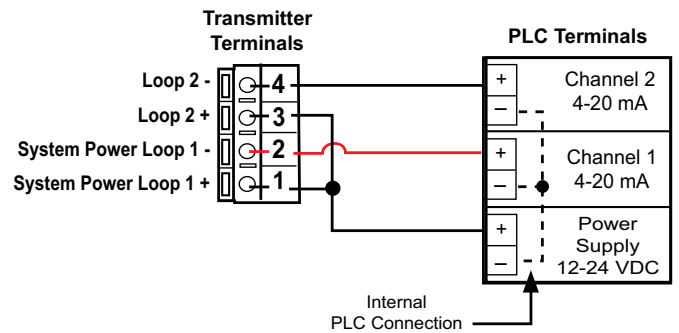 Transmitter
Terminals
PLC Terminals
Loop 2 -
4
+
–
Channel 2
4-20 mA
Loop 2 +
3
System Power Loop 1 -
2
+
–
Channel 1
4-20 mA
System Power Loop 1 +
1
+
–
Power
Supply
12-24 VDC
Internal
PLC Connection